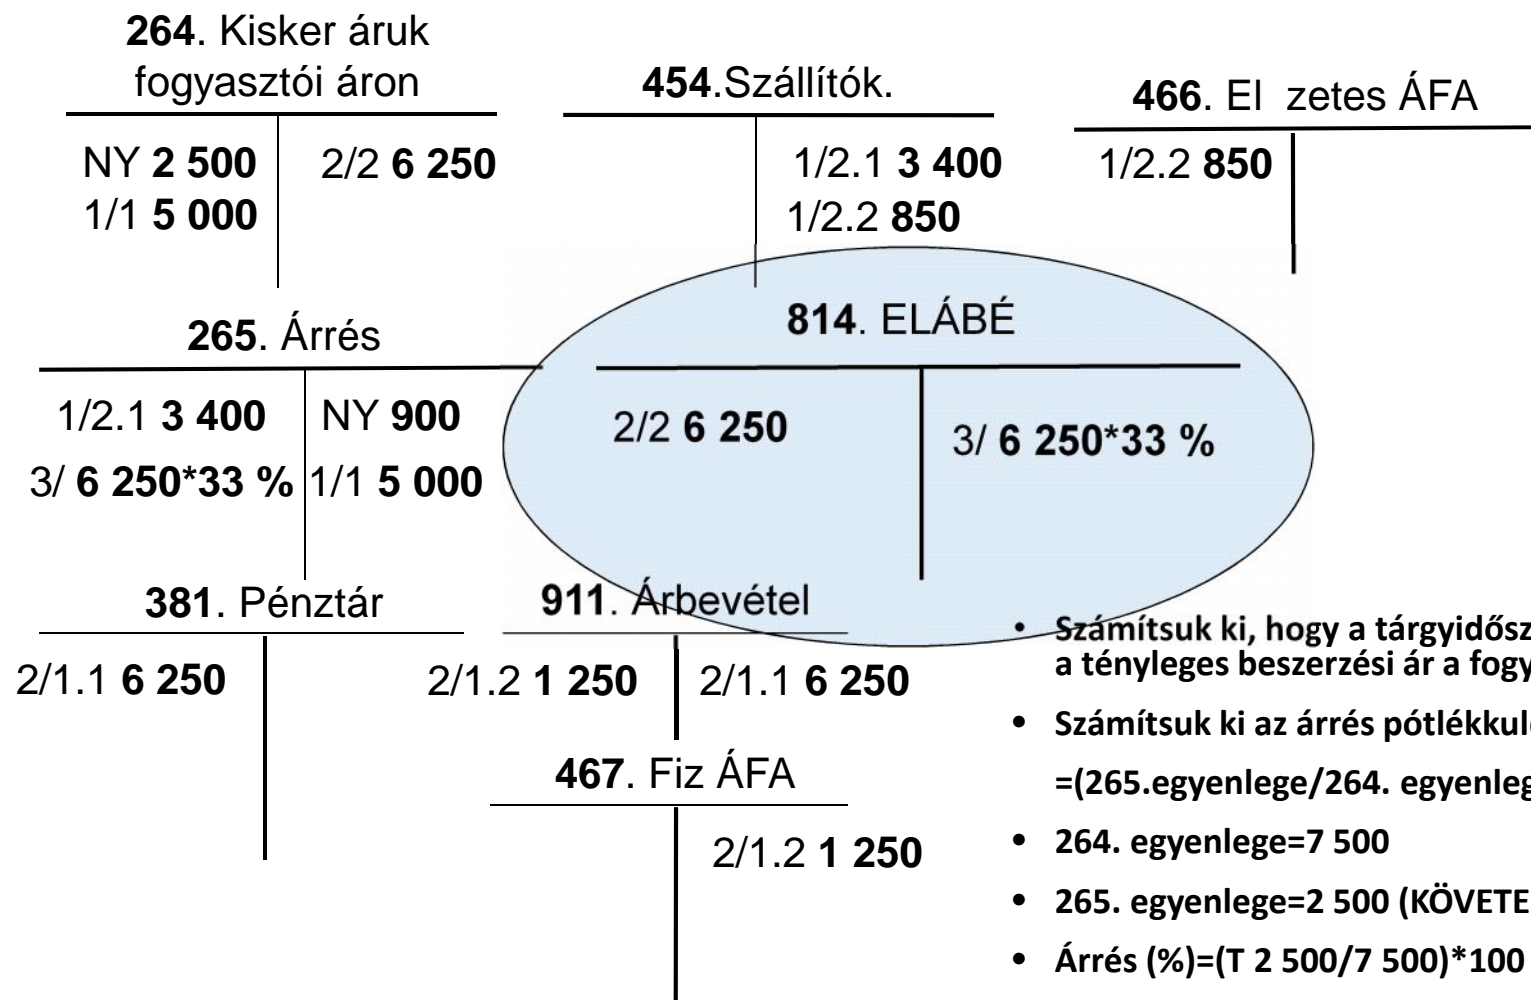 264. Kisker áruk
fogyasztói áron
NY 2 500
2/2 6 250
1/1 5 000
454.Szállítók.
1/2.1 3 400
1/2.2 850
466. El zetes ÁFA
1/2.2 850
265. Árrés
1/2.1 3 400
NY 900
3/ 6 250*33 %
1/1 5 000
814. ELÁBÉ
2/2 6 250
3/ 6 250*33 %
381. Pénztár
2/1.1 6 250
911. Árbevétel
2/1.2 1 250
2/1.1 6 250
467. Fiz ÁFA
2/1.2 1 250
• Számítsuk ki, hogy a tárgyidősz
a tényleges beszerzési ár a fogy
• Számítsuk ki az árrés pótlékkul
=(265.egyenlege/264. egyenleg
• 264. egyenlege=7 500
• 265. egyenlege=2 500 (KÖVETE
• Árrés (%)=(T 2 500/7 500)*100